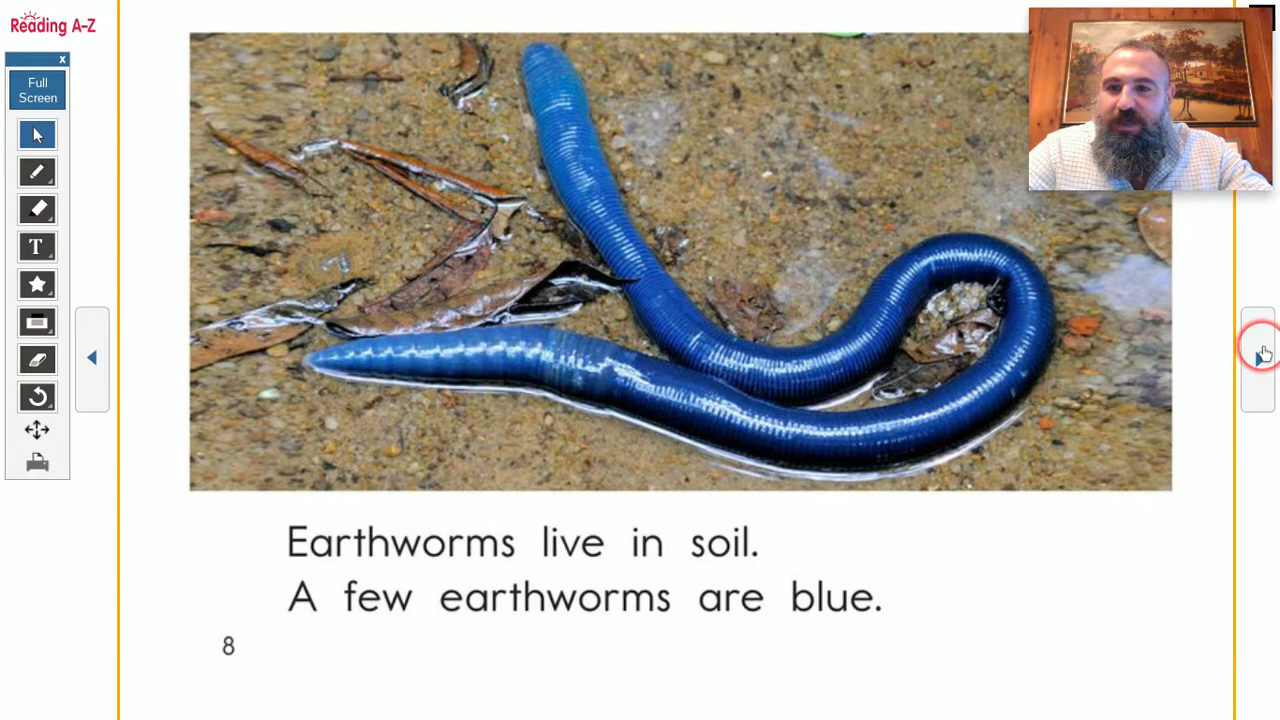 Reading A-Z
x
Full
Screen
T
Earthworms live in soil.
A few earthworms are blue.
8